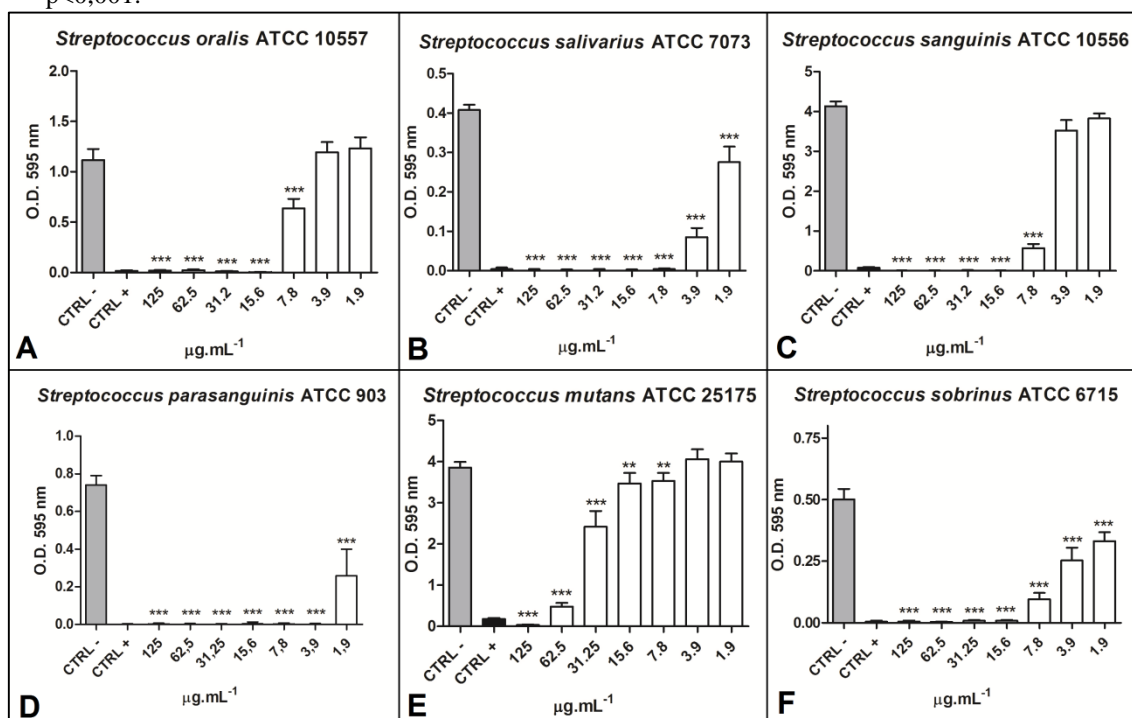 p<0,001.
Streptococcus oralis ATCC 10557
O.D. 595 nm
1.5
1.0
0.5
0.0
*** *** *** *** ***
CTRL - CTRL + 125 62.5 31.2 15.6 7.8 3.9 1.9
A
µg.mL-1
Streptococcus salivarius ATCC 7073
O.D. 595 nm
0.5
0.4
0.3
0.2
0.1
0.0
*** *** *** *** *** *** ***
CTRL - CTRL + 125 62.5 31.2 15.6 7.8 3.9 1.9
B
µg.mL-1
Streptococcus sanguinis ATCC 10556
O.D. 595 nm
5
4
3
2
1
0
*** *** *** *** ***
CTRL - CTRL + 125 62.5 31.2 15.6 7.8 3.9 1.9
C
µg.mL-1
Streptococcus parasanguinis ATCC 903
O.D. 595 nm
1.0
0.8
0.6
0.4
0.2
0.0
*** *** *** *** *** *** ***
CTRL - CTRL + 125 62,5 31,25 15.6 7,8 3,9 1,9
D
µg.mL-1
Streptococcus mutans ATCC 25175
O.D. 595 nm
5
4
3
2
1
0
*** *** *** ** **
CTRL - CTRL + 125 62.5 31.25 15.6 7.8 3.9 1.9
E
µg.mL-1
Streptococcus sobrinus ATCC 6715
O.D. 595 nm
0.75
0.50
0.25
0.00
*** *** *** *** *** *** ***
CTRL - CTRL + 125 62.5 31.25 15.6 7.8 3.9 1.9
F
µg.mL-1